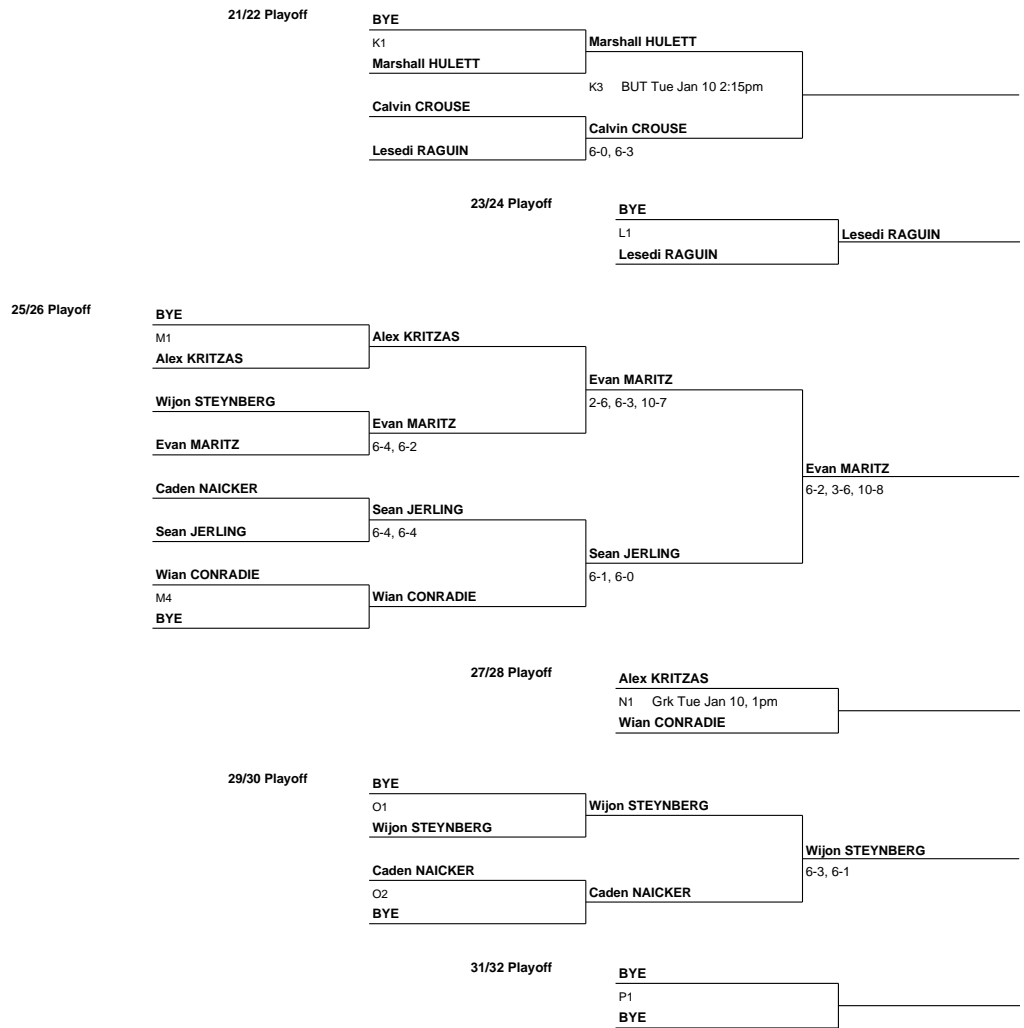 21/22 Playoff
BYE
K1
Marshall HULETT
Marshall HULETT
K3 BUT Tue Jan 10 2:15pm
Calvin CROUSE
Calvin CROUSE
Lesedi RAGUIN
6-0, 6-3
23/24 Playoff
BYE
L1
Lesedi RAGUIN
Lesedi RAGUIN
25/26 Playoff
BYE
M1
Alex KRITZAS
Alex KRITZAS
Evan MARITZ
2-6, 6-3, 10-7
Wijon STEYNBERG
Evan MARITZ
Evan MARITZ
6-4, 6-2
Evan MARITZ
6-2, 3-6, 10-8
Caden NAICKER
Sean JERLING
Sean JERLING
6-4, 6-4
Sean JERLING
6-1, 6-0
Wian CONRADIE
M4
Wian CONRADIE
BYE
27/28 Playoff
Alex KRITZAS
N1 Grk Tue Jan 10, 1pm
Wian CONRADIE
29/30 Playoff
BYE
O1
Wijon STEYNBERG
Wijon STEYNBERG
Wijon STEYNBERG
6-3, 6-1
Caden NAICKER
O2
Caden NAICKER
BYE
31/32 Playoff
BYE
P1
BYE